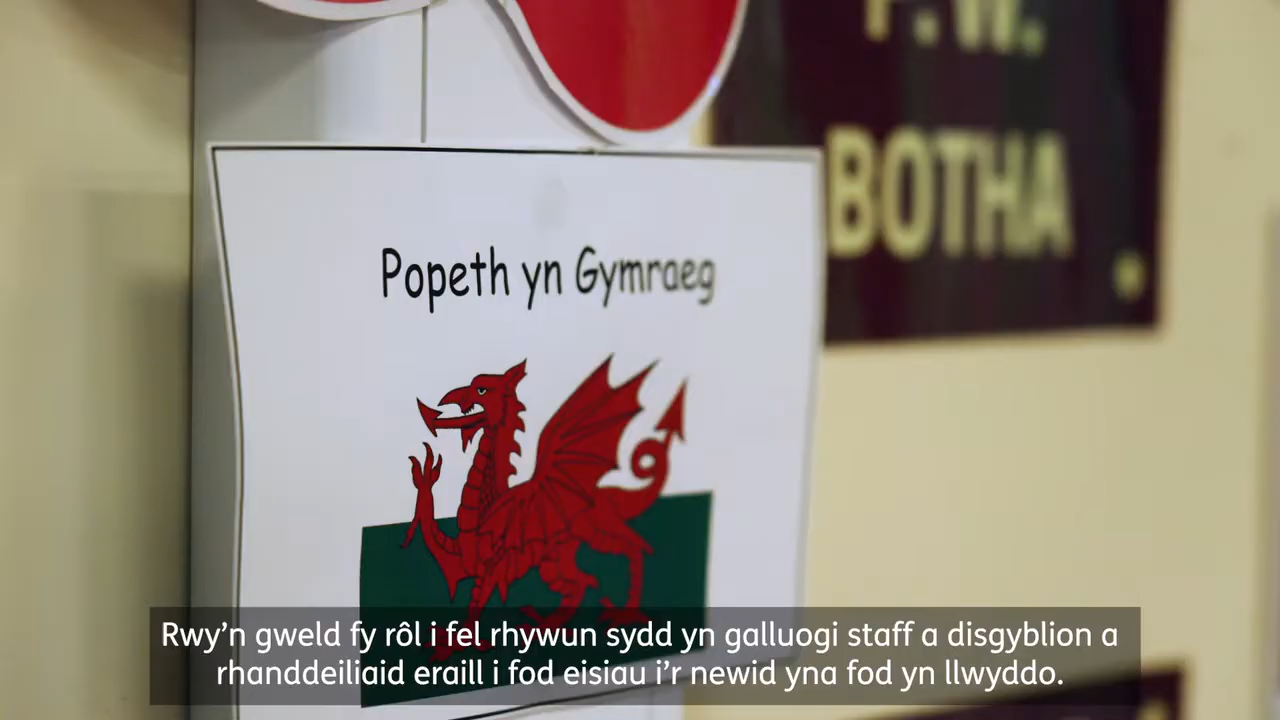 P.W.
BOTHA
Popeth yn Gymraeg
Rwy’n gweld fy rôl i fel rhywun sydd yn galluogi staff a disgyblion a
rhanddeiliaid eraill i fod eisiau i’r newid yna fod yn llwyddo.